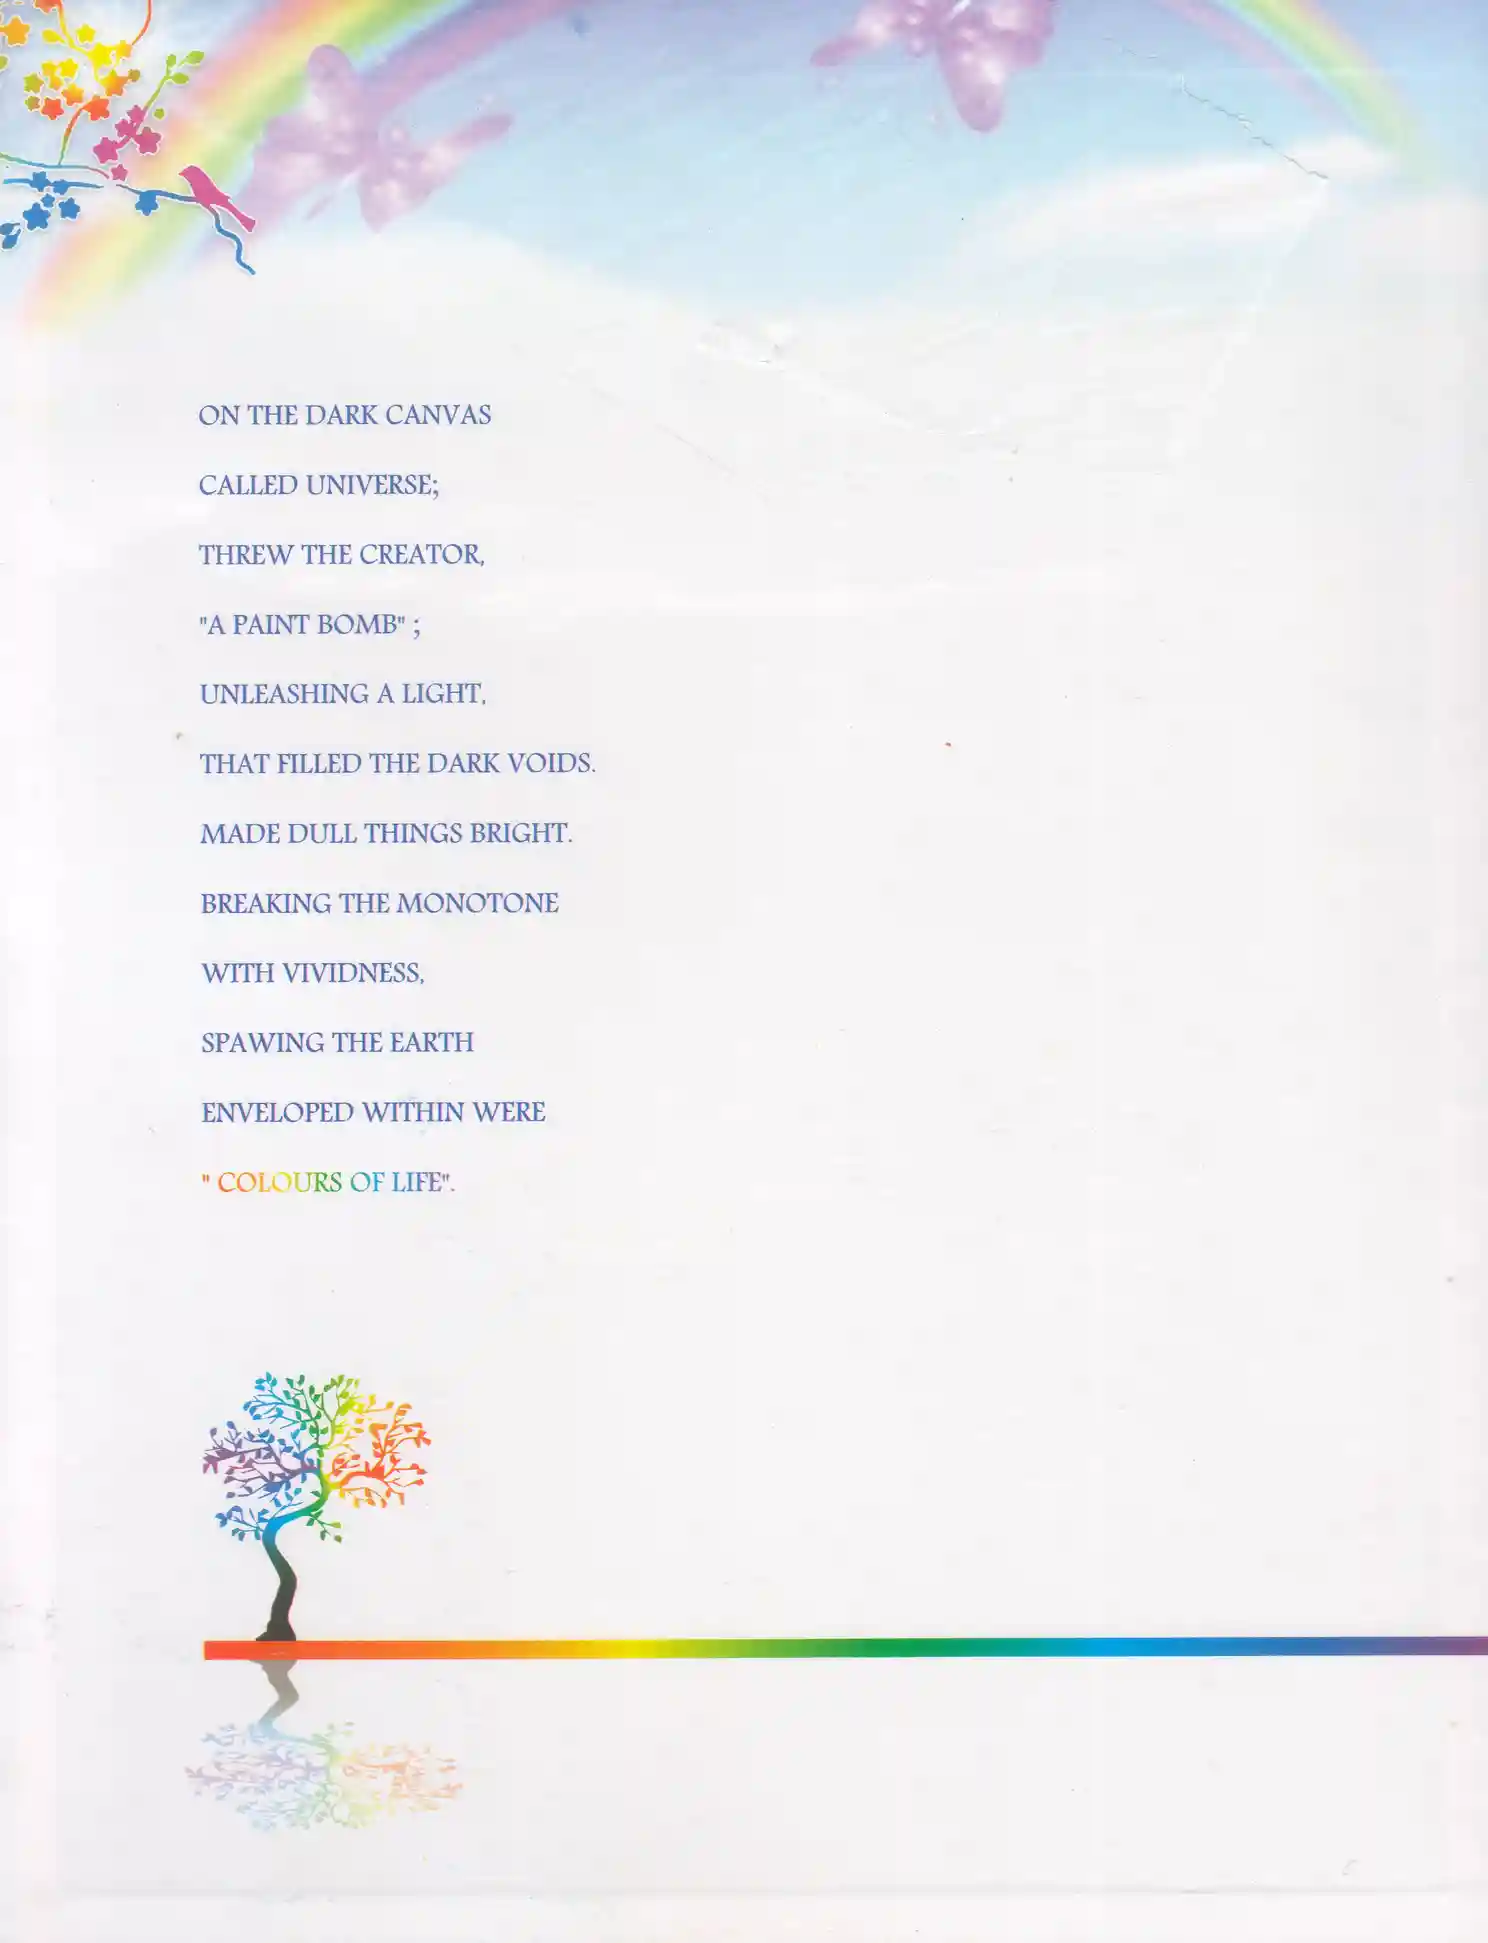 ON THE DARK CANVAS
CALLED UNIVERSE;
THREW THE CREATOR,
"A PAINT BOMB" ;
UNLEASHING A LIGHT,
THAT FILLED THE DARK VOIDS.
MADE DULL THINGS BRIGHT.
BREAKING THE MONOTONE
WITH VIVIDNESS,
SPAWING THE EARTH
ENVELOPED WITHIN WERE
" COLOURS OF LIFE".